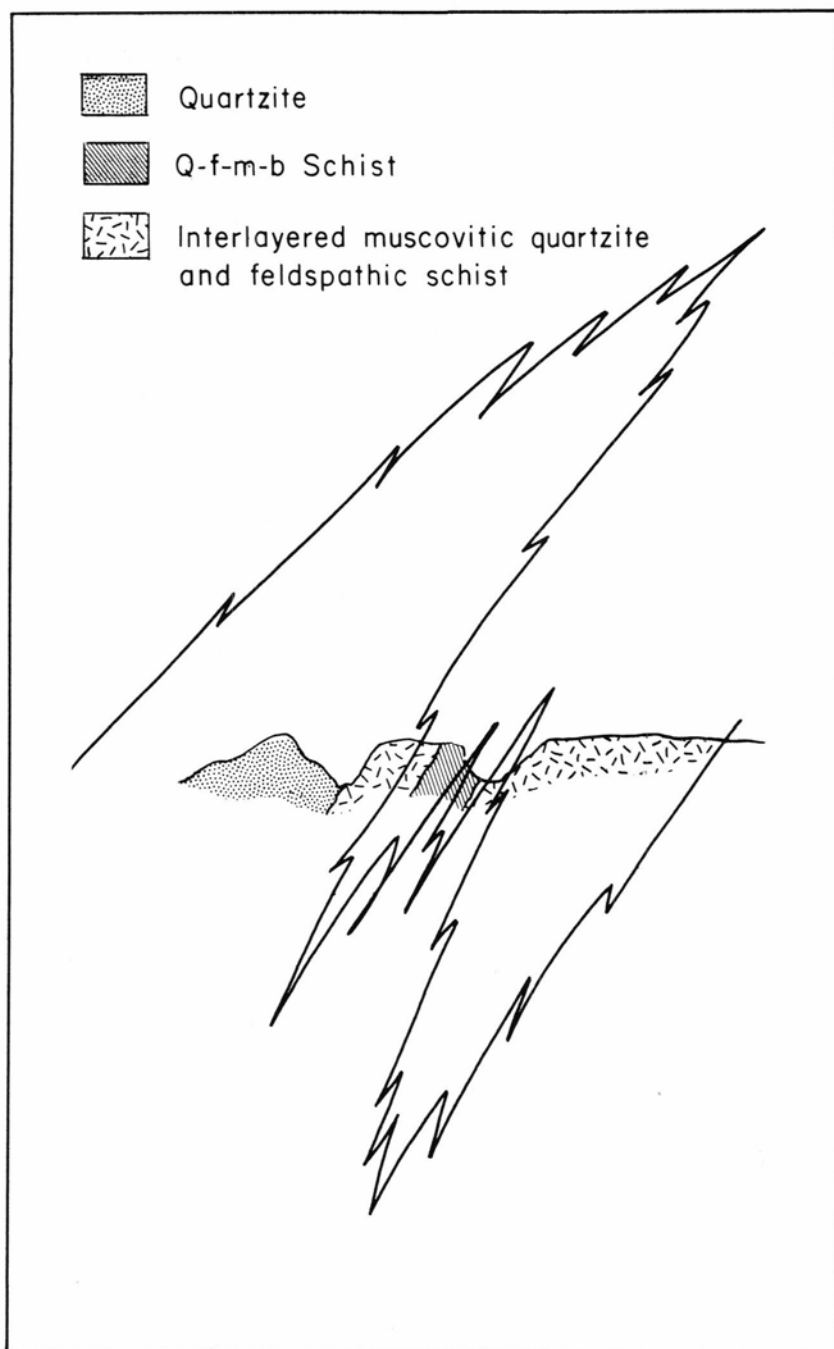 Quartzite
Q-f-m-b Schist
Interlayered muscovitic quartzite
and feldspathic schist